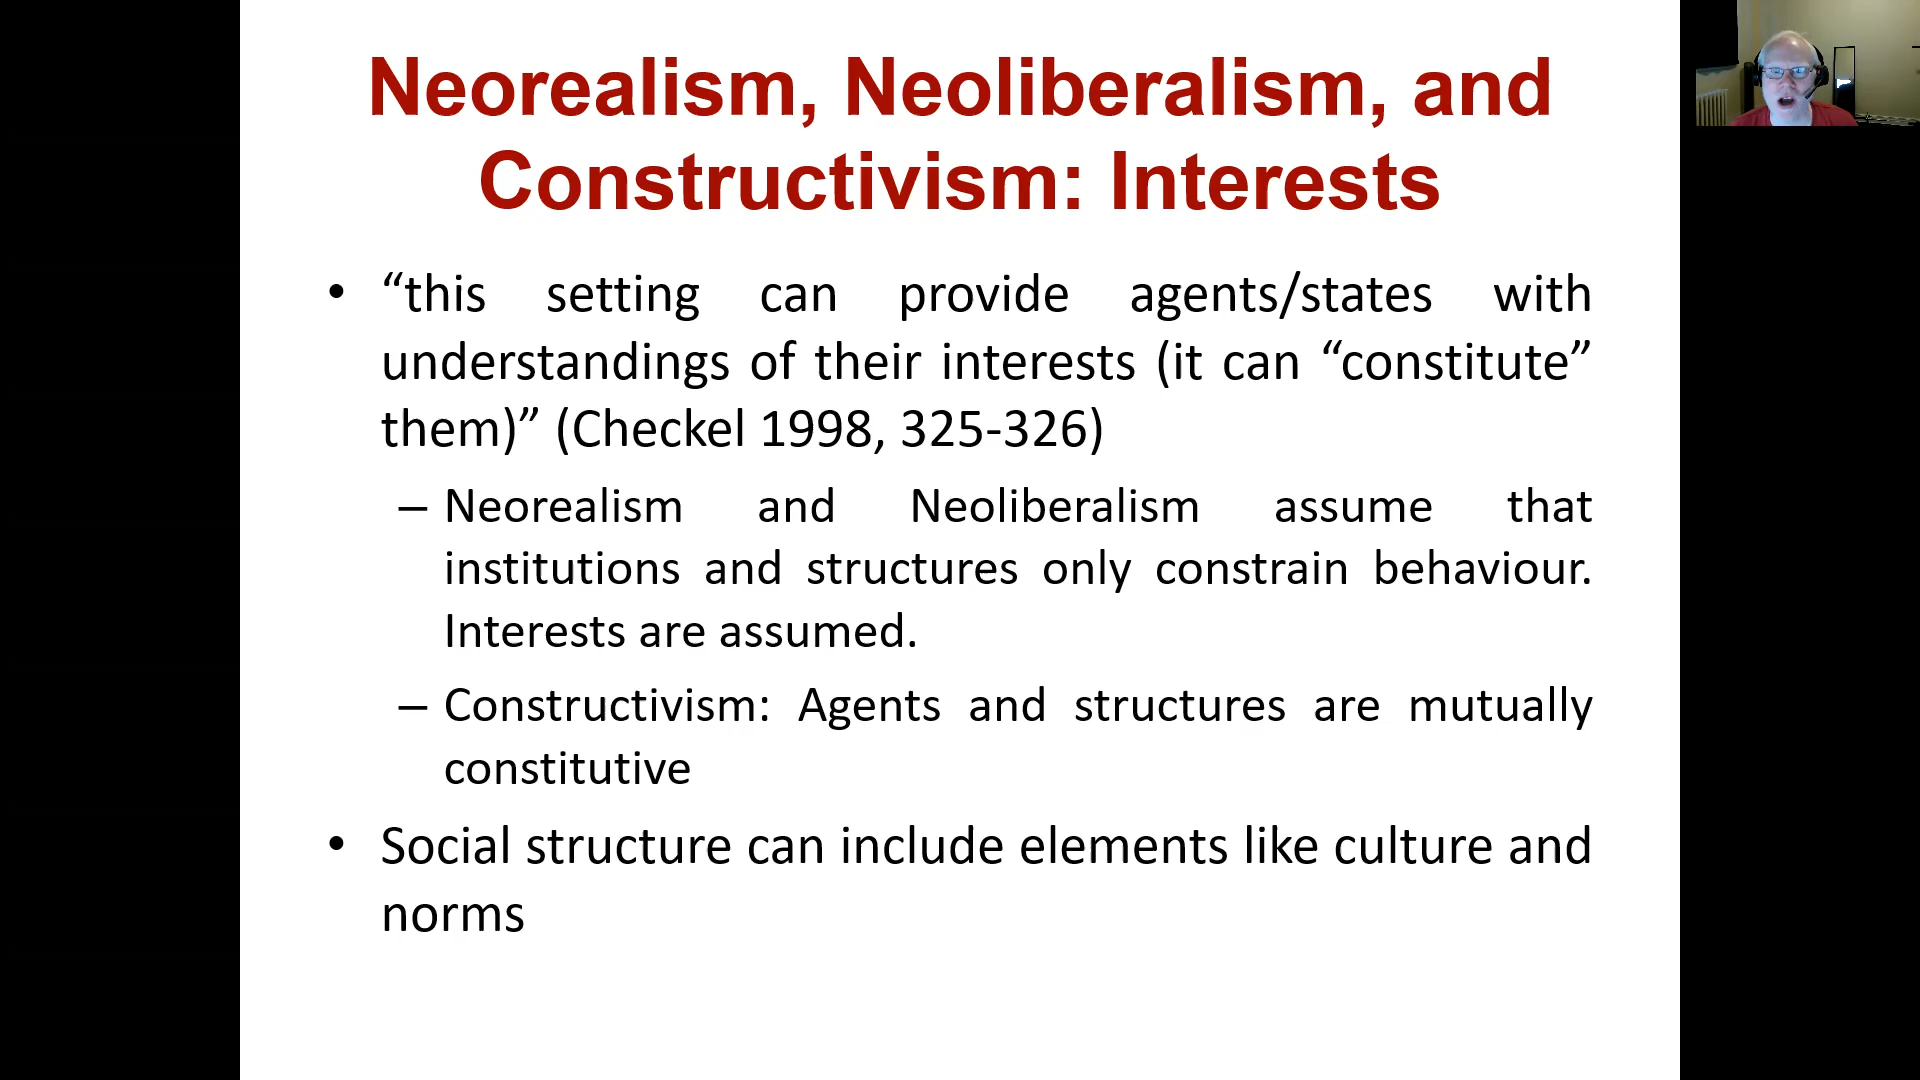 Neorealism, Neoliberalism, and
Constructivism: Interests
• “this setting can provide agents/states with
understandings of their interests (it can “constitute”
them)” (Checkel 1998, 325-326)
– Neorealism and Neoliberalism assume that
institutions and structures only constrain behaviour.
Interests are assumed.
– Constructivism: Agents and structures are mutually
constitutive
• Social structure can include elements like culture and
norms